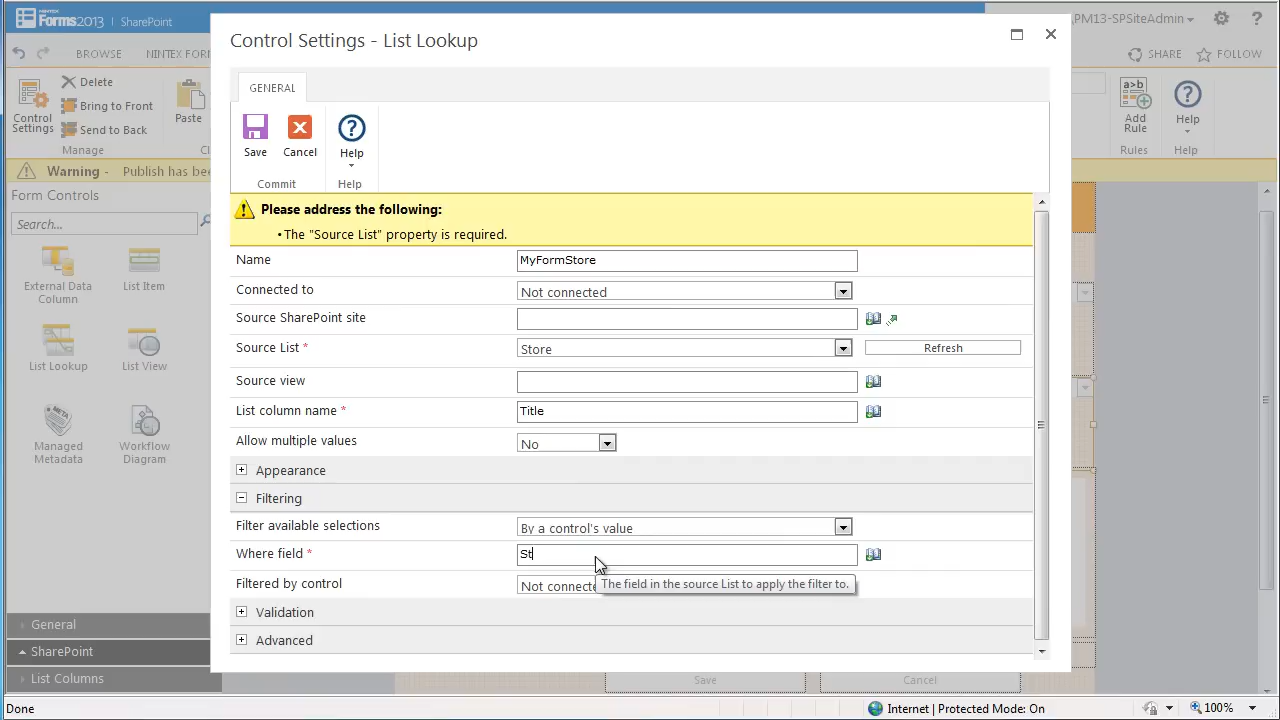 NINTEX
Forms2013 | SharePoint
PM13-SPSiteAdmin
BROWSE
NINTEX FOR
SHARE
FOLLOW
Control Settings
Delete
Bring to Front
Send to Back
Manage
Paste
Cl
a>b
Add Rule
Rules
Help
Help
Warning - Publish has bee
Form Controls
Search...
External Data Column
List Item
List Lookup
List View
Managed Metadata
Workflow Diagram
General
SharePoint
List Columns
Control Settings - List Lookup
GENERAL
Save
Cancel
Help
Commit
Help
Please address the following:
•The "Source List" property is required.
Name
MyFormStore
Connected to
Not connected
Source SharePoint site
Source List *
Store
Refresh
Source view
List column name *
Title
Allow multiple values
No
Appearance
Filtering
Filter available selections
By a control's value
Where field *
St
Filtered by control
Not connecte
The field in the source List to apply the filter to.
Validation
Advanced
Save
Cancel
Done
Internet | Protected Mode: On
100%